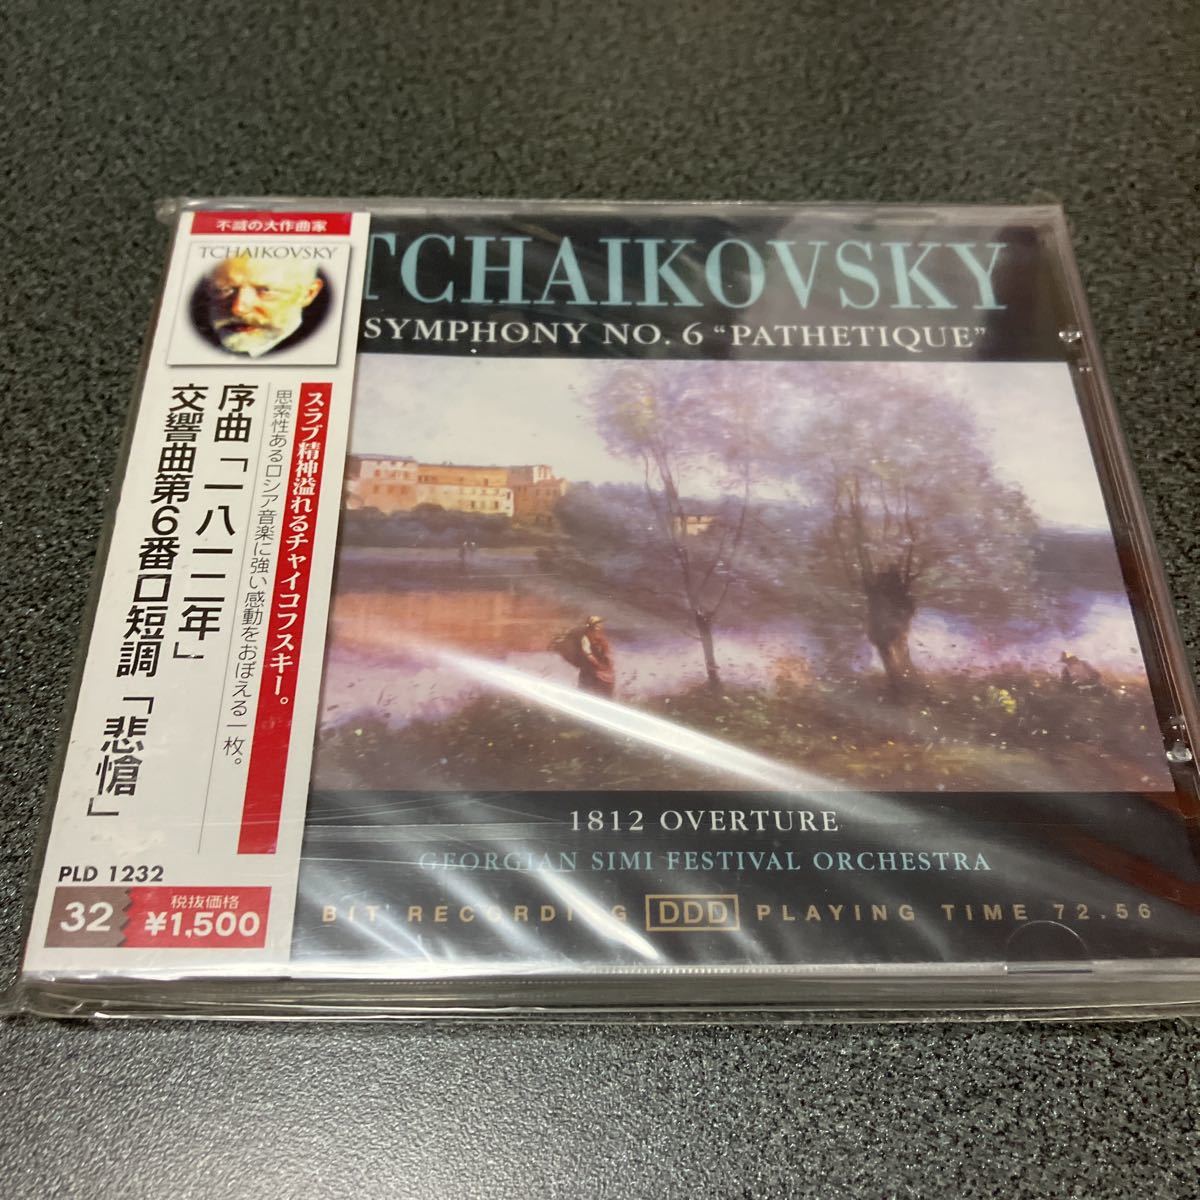 不滅の大作曲家
TCHAIKOVSKY
スラブ精神溢れるチャイコフスキー。
思索性あるロシア音楽に強い感動をおぼえる一枚。
序曲「一八一二年」
交響曲第6番ロ短調「悲愴」
PLD 1232
32
税抜価格
¥1,500
TCHAIKOVSKY
SYMPHONY NO. 6 “PATHETIQUE”
1812 OVERTURE
GEORGIAN SIMI FESTIVAL ORCHESTRA
BIT RECORDING DDD PLAYING TIME 72.56